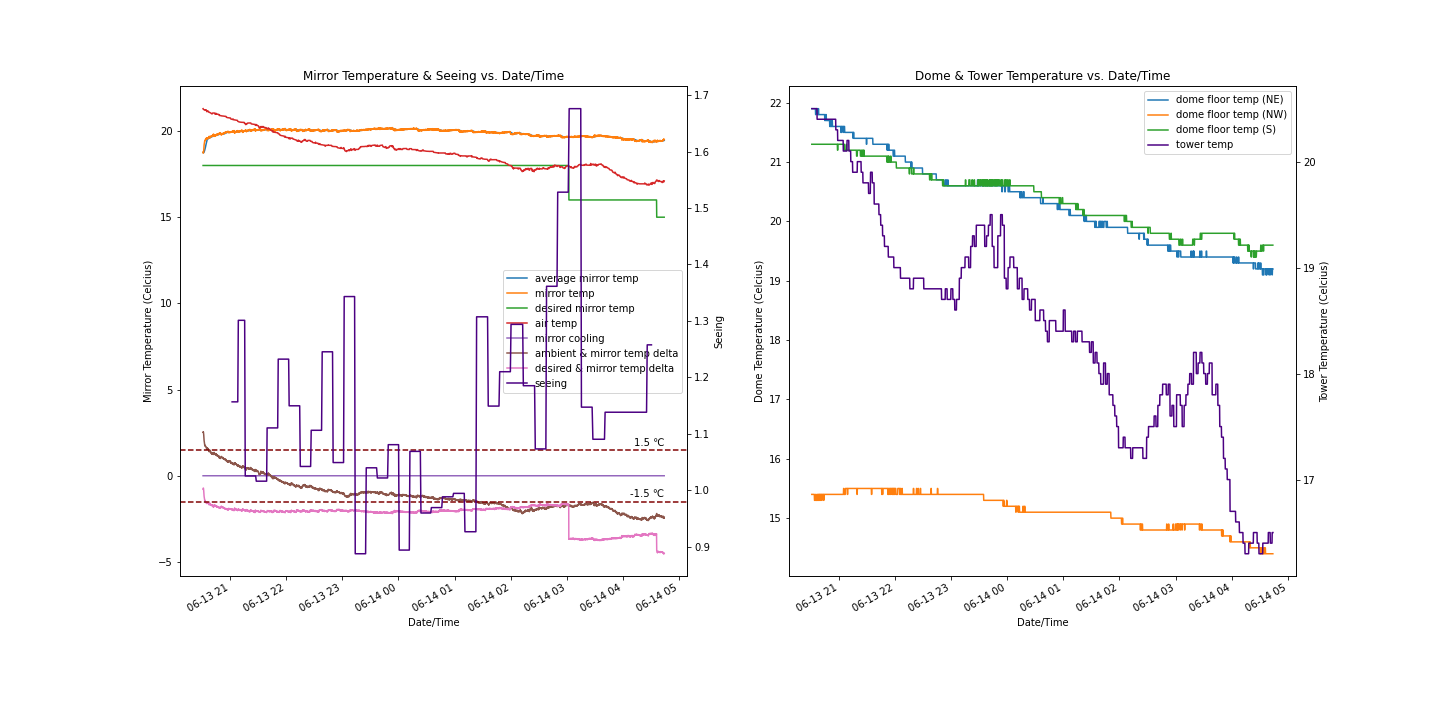 Mirror Temperature & Seeing vs. Date/Time
Mirror Temperature (Celcius)
20
15
10
5
0
−5
1.7
1.6
1.5
1.4
1.3
1.2
1.1
1.0
0.9
Seeing
average mirror temp
mirror temp
desired mirror temp
air temp
mirror cooling
ambient & mirror temp delta
desired & mirror temp delta
seeing
1.5 °C
-1.5 °C
06-13 21
06-13 22
06-13 23
06-14 00
06-14 01
06-14 02
06-14 03
06-14 04
06-14 05
Date/Time
Dome & Tower Temperature vs. Date/Time
Dome Temperature (Celcius)
22
21
20
19
18
17
16
15
dome floor temp (NE)
dome floor temp (NW)
dome floor temp (S)
tower temp
20
19
18
17
Tower Temperature (Celcius)
06-13 21
06-13 22
06-13 23
06-14 00
06-14 01
06-14 02
06-14 03
06-14 04
06-14 05
Date/Time